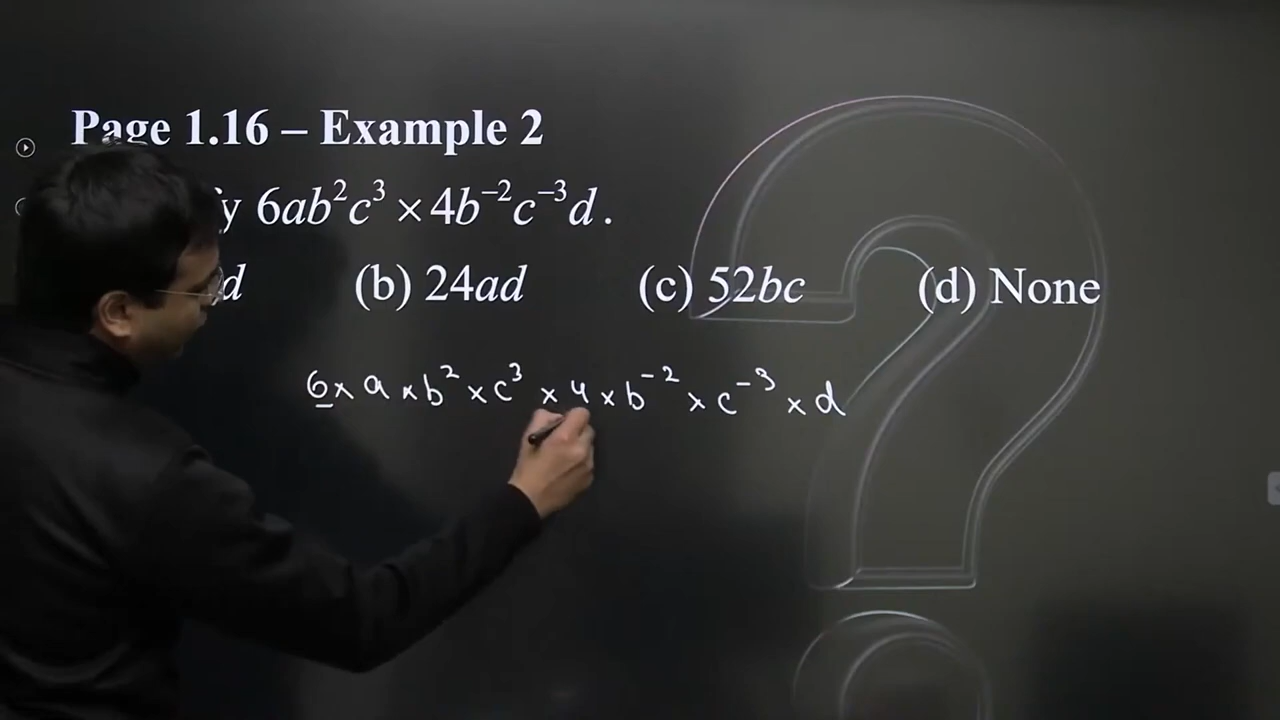 Page 1.16 – Example 2
6ab²c³ × 4b⁻²c⁻³d.
(b) 24ad (c) 52bc (d) None
6 × a × b² × c³ × 4 × b⁻² × c⁻³ × d